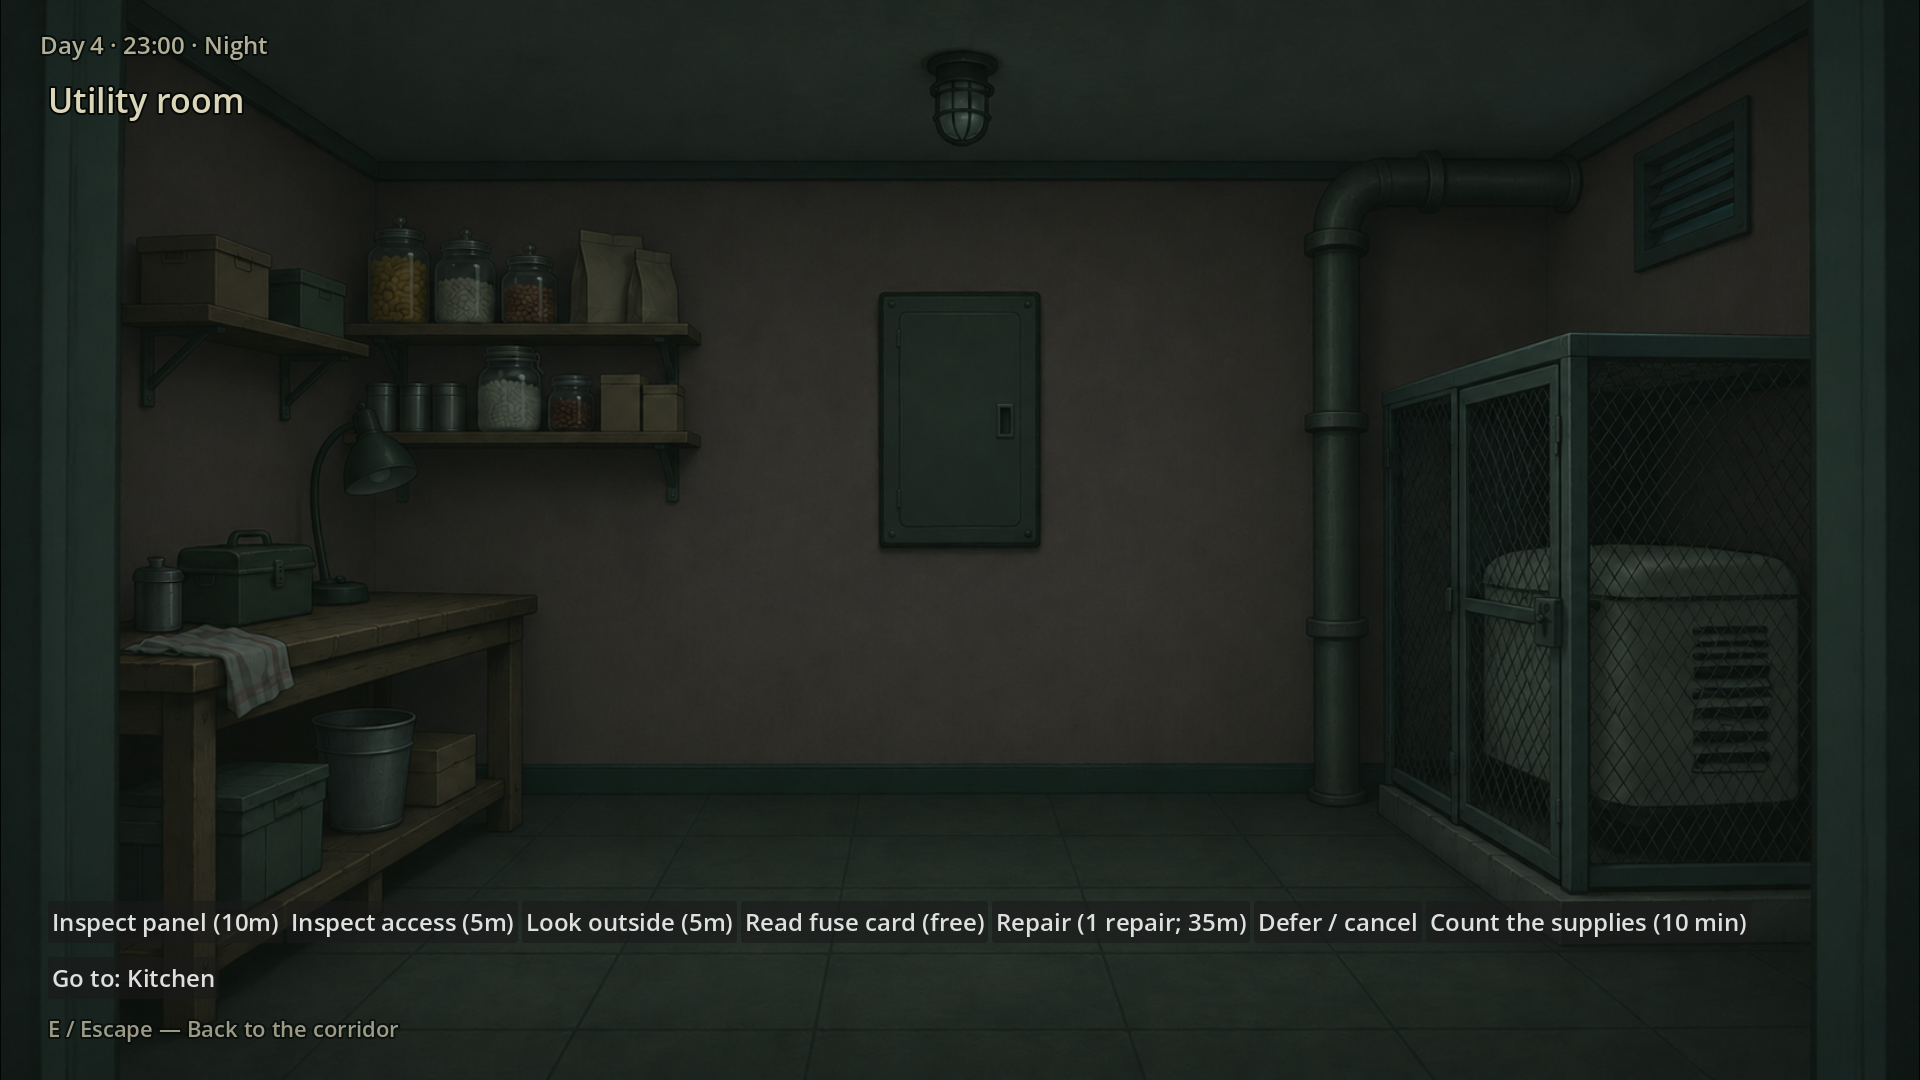 Day 4 · 23:00 · Night
Utility room
Inspect panel (10m) Inspect access (5m) Look outside (5m) Read fuse card (free) Repair (1 repair; 35m) Defer / cancel Count the supplies (10 min)
Go to: Kitchen
E / Escape — Back to the corridor